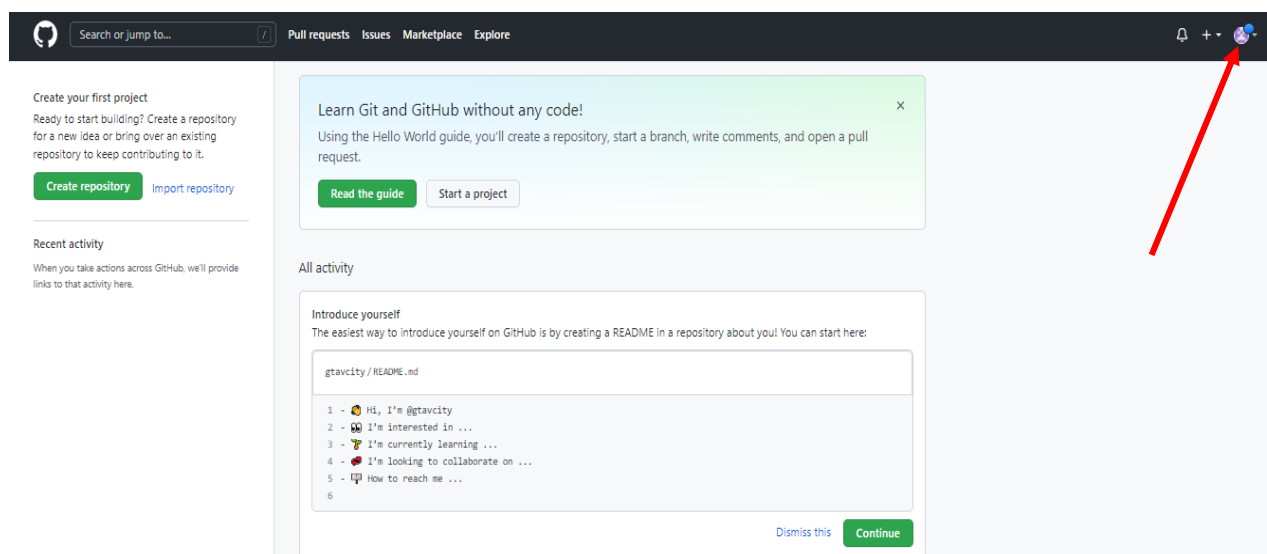 Search or jump to... /
Pull requests Issues Marketplace Explore
Create your first project
Ready to start building? Create a repository
for a new idea or bring over an existing
repository to keep contributing to it.
Create repository Import repository
Recent activity
When you take actions across GitHub, we'll provide
links to that activity here.
Learn Git and GitHub without any code!
Using the Hello World guide, you'll create a repository, start a branch, write comments, and open a pull
request.
Read the guide Start a project
All activity
Introduce yourself
The easiest way to introduce yourself on GitHub is by creating a README in a repository about you! You can start here:
gtavcity/README.md
1 - 👋 Hi, I'm @gtavcity
2 - 👀 I'm interested in ...
3 - 🌱 I'm currently learning ...
4 - 💞️ I'm looking to collaborate on ...
5 - 📫 How to reach me ...
6
Dismiss this Continue